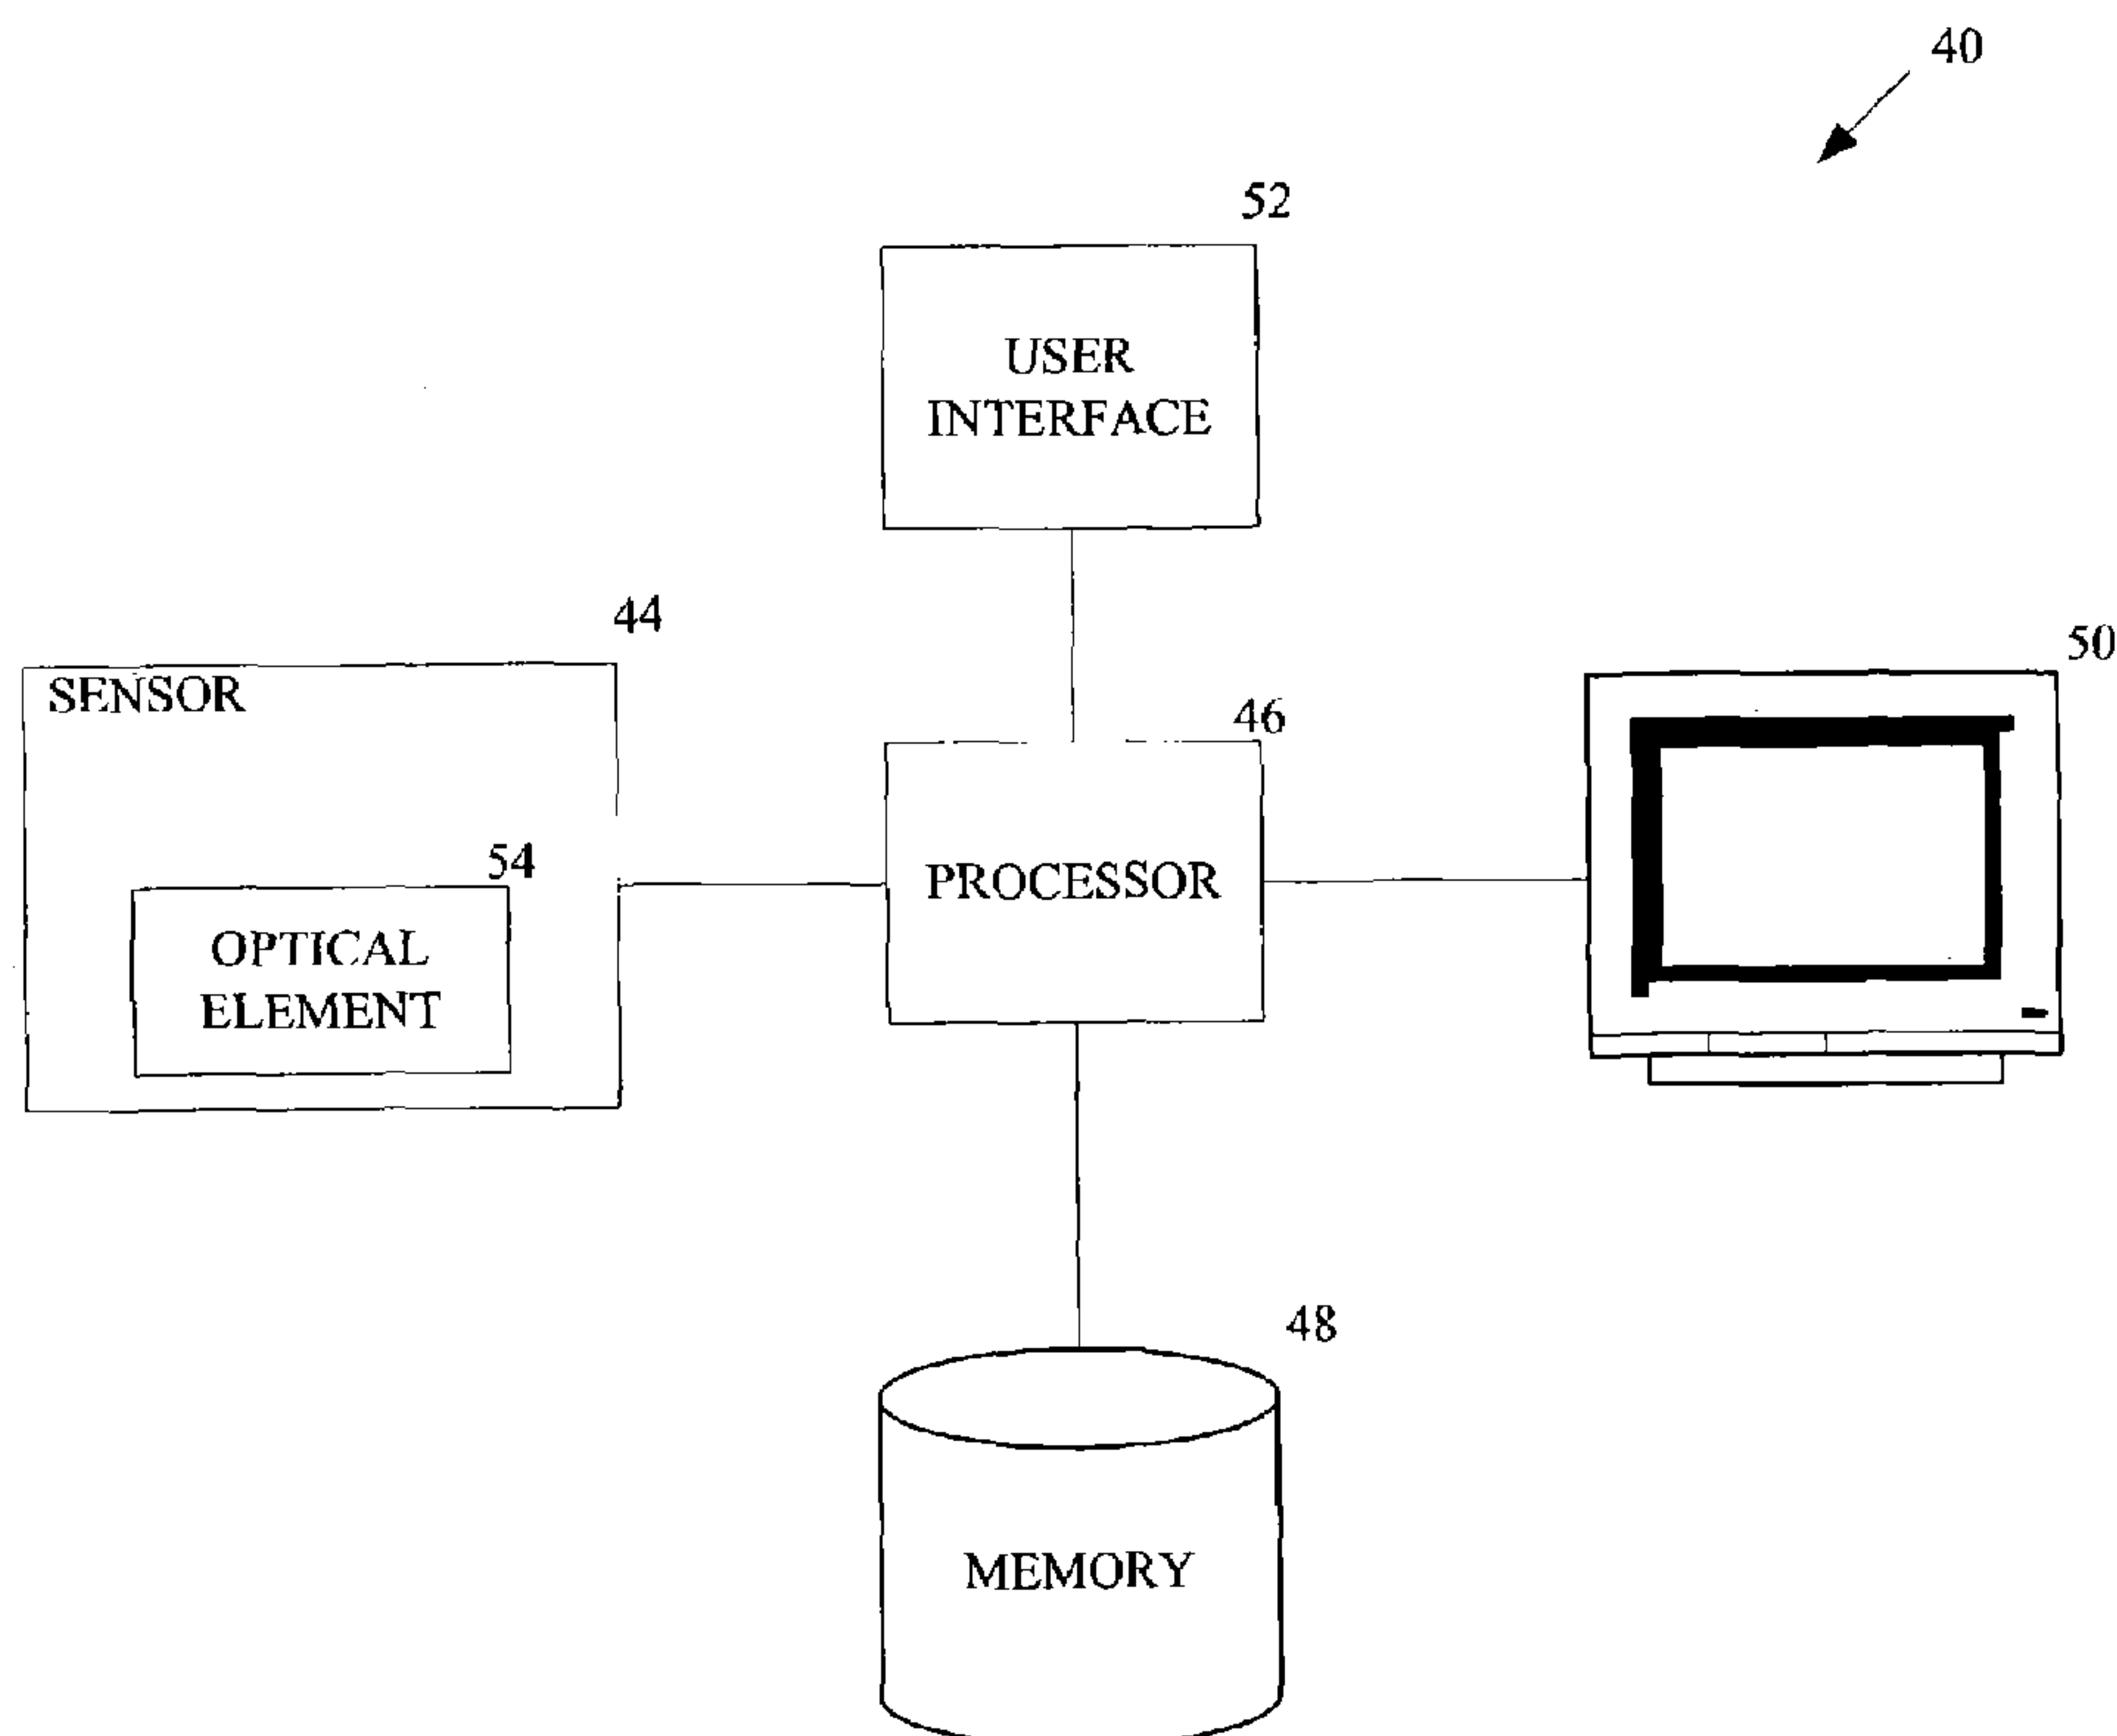 40
52
USER
INTERFACE
44
50
SENSOR
46
54
PROCESSOR
OPTICAL
ELEMENT
48
MEMORY